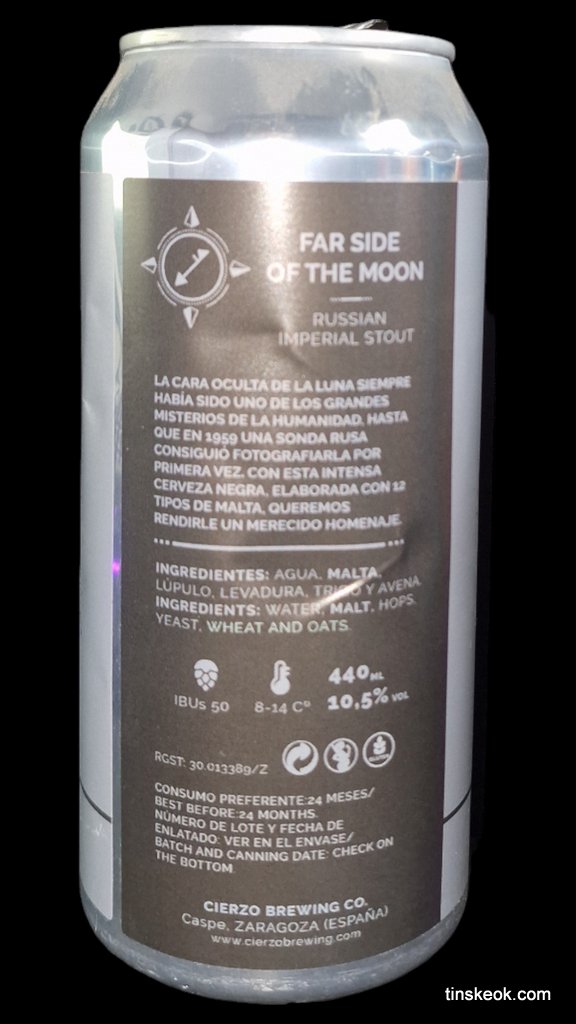 FAR SIDE
OF THE MOON
RUSSIAN
IMPERIAL STOUT
LA CARA OCULTA DE LA LUNA SIEMPRE
HABÍA SIDO UNO DE LOS GRANDES
MISTERIOS DE LA HUMANIDAD, HASTA
QUE EN 1959 UNA SONDA RUSA
CONSIGUIÓ FOTOGRAFIARLA POR
PRIMERA VEZ. CON ESTA INTENSA
CERVEZA NEGRA, ELABORADA CON 12
TIPOS DE MALTA, QUEREMOS
RENDIRLE UN MERECIDO HOMENAJE.
INGREDIENTES: AGUA, MALTA,
LÚPULO, LEVADURA, TRIGO Y AVENA
INGREDIENTS: WATER, MALT, HOPS,
YEAST, WHEAT AND OATS.
440ML
IBUs 50 8-14 Cº 10,5% VOL
RGST: 30.013389/Z
CONSUMO PREFERENTE:24 MESES/
BEST BEFORE:24 MONTHS.
NÚMERO DE LOTE Y FECHA DE
ENLATADO: VER EN EL ENVASE/
BATCH AND CANNING DATE: CHECK ON
THE BOTTOM.
CIERZO BREWING CO.
Caspe, ZARAGOZA (ESPAÑA)
www.cierzobrewing.com
tinskeok.com